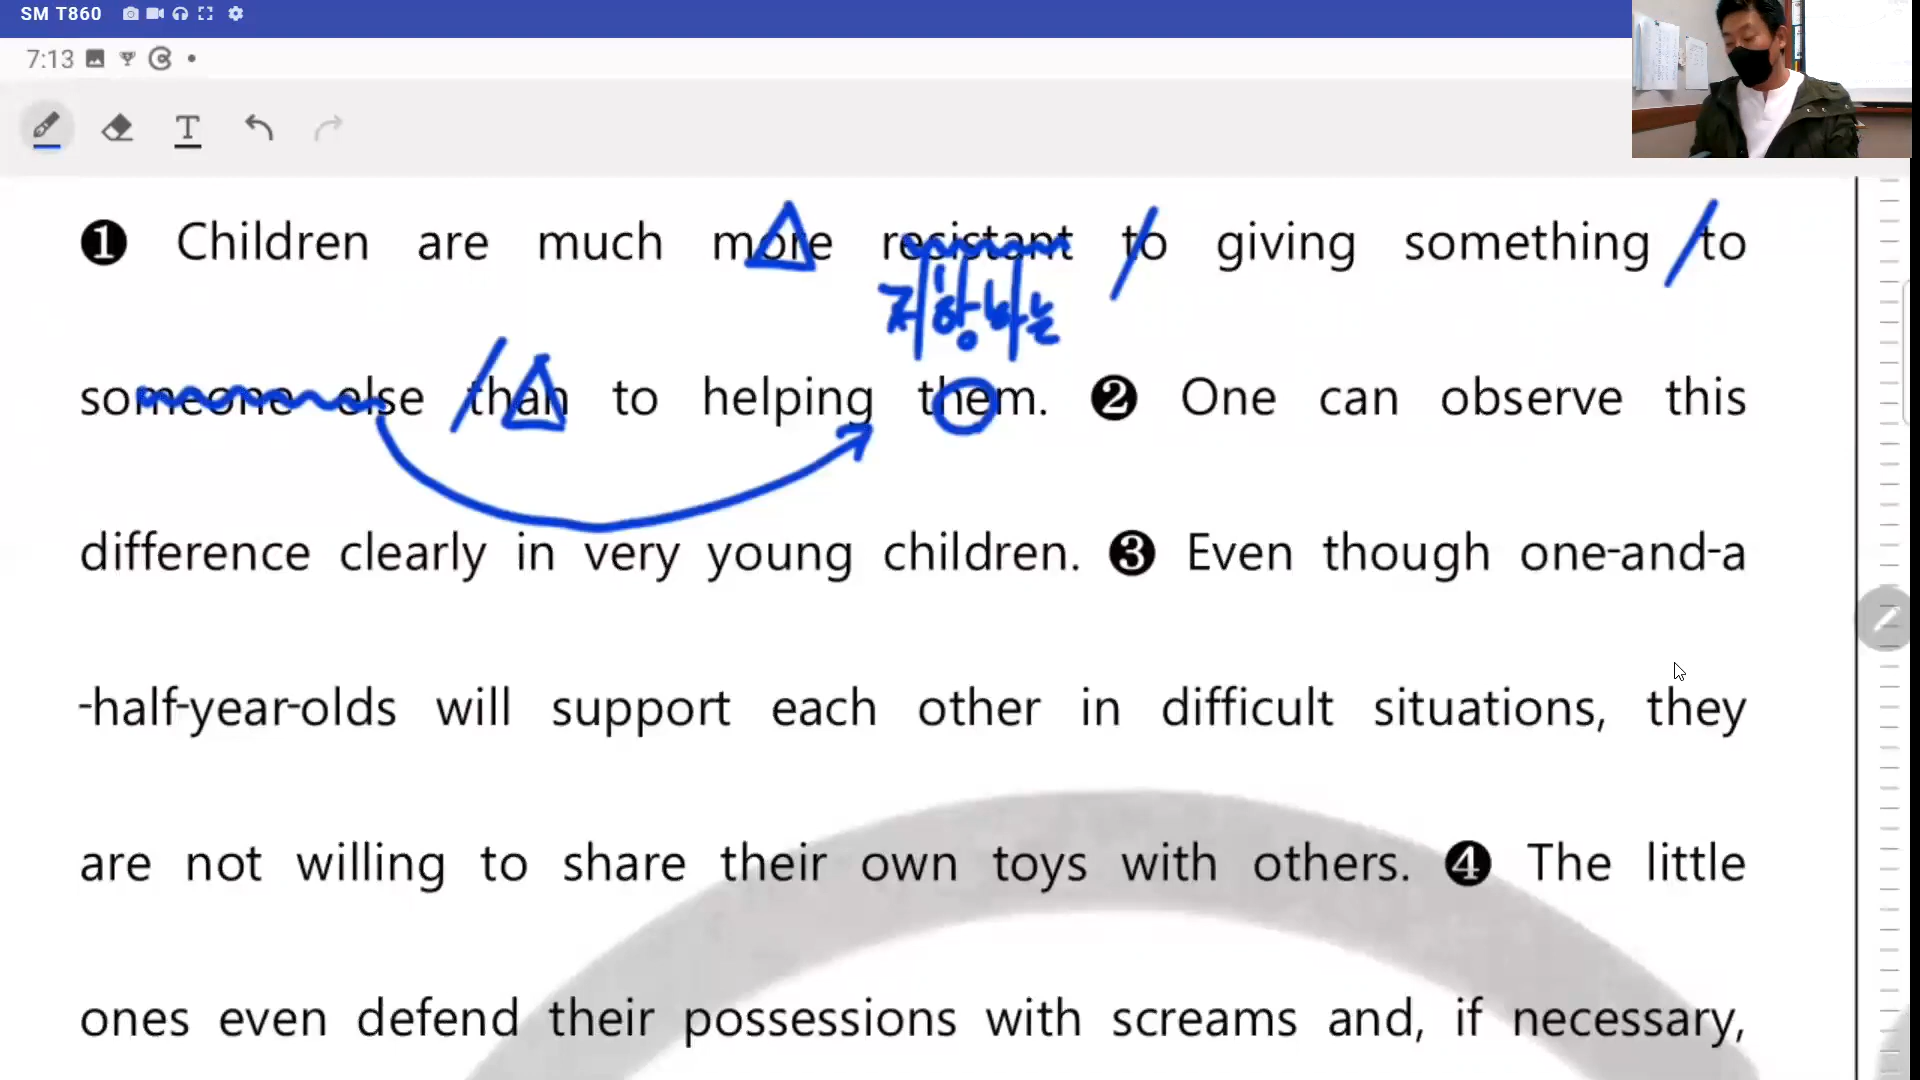 SM T860
7:13
T
❶ Children are much more resistant to giving something to
저항하는
someone else than to helping them. ❷ One can observe this
difference clearly in very young children. ❸ Even though one-and-a
-half-year-olds will support each other in difficult situations, they
are not willing to share their own toys with others. ❹ The little
ones even defend their possessions with screams and, if necessary,